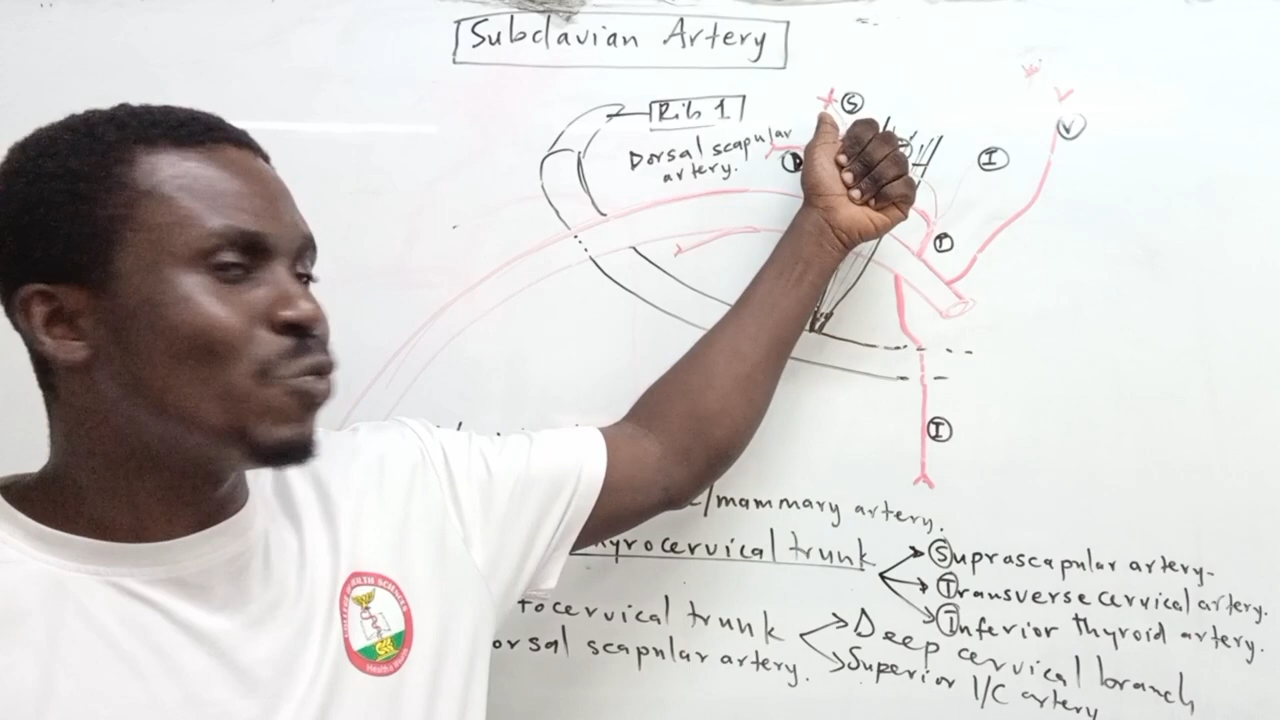 Subclavian Artery
Rib 1
S
Dorsal scapular
artery.
D
V
I
T
I
/mammary artery.
hyrocervical trunk
Suprascapular artery.
Transverse cervical artery.
Inferior thyroid artery.
tocervical trunk
Deep cervical branch
orsal scapular artery.
Superior I/C artery